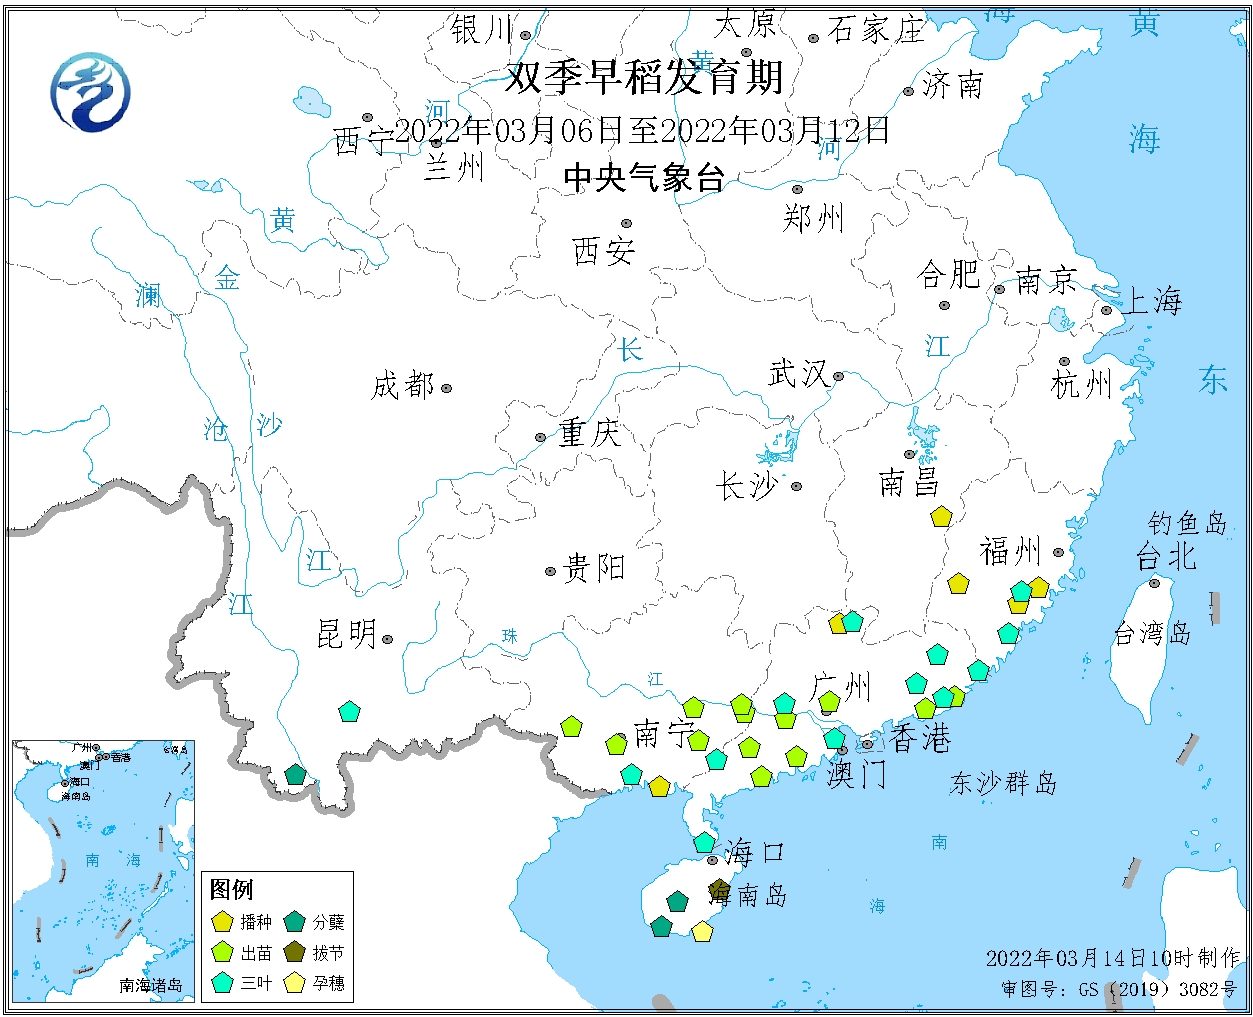 海
黄
太原
银川
石家庄
黄
双季早稻发育期
济南
河
2022年03月06日至2022年03月12日
海
西宁
河
兰州
中央气象台
郑州
黄
西安
金
合肥
南京
澜
上海
长
江
武汉
成都
杭州
东
沧
沙
重庆
长沙
南昌
钓鱼岛
福州
台北
江
贵阳
江
昆明
珠
台湾岛
江
广州
南宁
香港
澳门
东沙群岛
广州
台湾岛
香港
澳门
海口
海南岛
南
海
南海诸岛
南
海口
海南岛
海
图例
播种
分蘖
出苗
拔节
三叶
孕穗
2022年03月14日10时制作
审图号：GS（2019）3082号